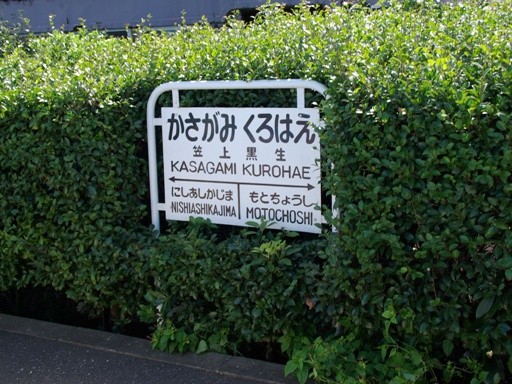 かさがみ くろはえ
笠上黒生
KASAGAMI KUROHAE
にしあしかじま もとちょうし
NISHIASHIKAJIMA MOTOCHOSHI